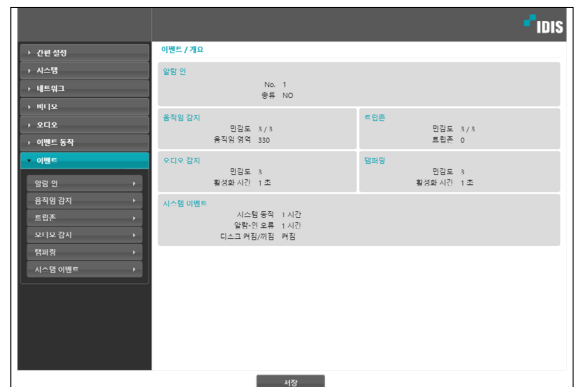 IDIS
간편 설정
시스템
네트워크
비디오
오디오
이벤트 동작
이벤트
알람 인
움직임 감지
트립존
오디오 감지
탬퍼링
시스템 이벤트
이벤트 / 개요
알람 인
No. 1
종류 NO
움직임 감지
민감도 3 / 3
움직임 영역 330
트립존
민감도 3 / 3
트립존 0
오디오 감지
민감도 3
활성화 시간 1 초
탬퍼링
민감도 3
활성화 시간 1 초
시스템 이벤트
시스템 동작 1 시간
알람-인 오류 1 시간
디스크 켜짐/꺼짐 켜짐
저장